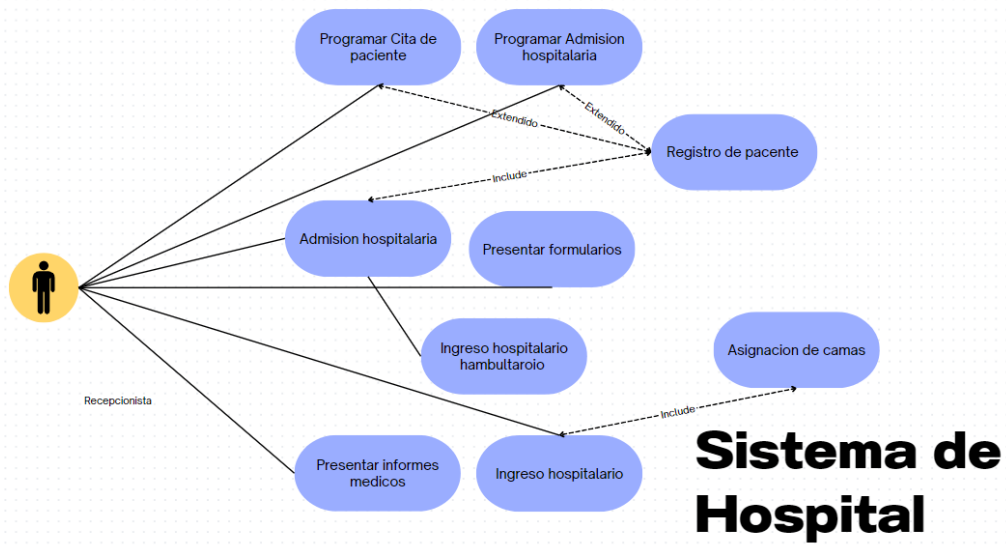 Programar Cita de
paciente
Programar Admision
hospitalaria
Extendido
Extendido
Registro de pacente
Include
Admision hospitalaria
Presentar formularios
Ingreso hospitalario
hambultaroio
Asignacion de camas
Recepcionista
Include
Presentar informes
medicos
Ingreso hospitalario
Sistema de
Hospital